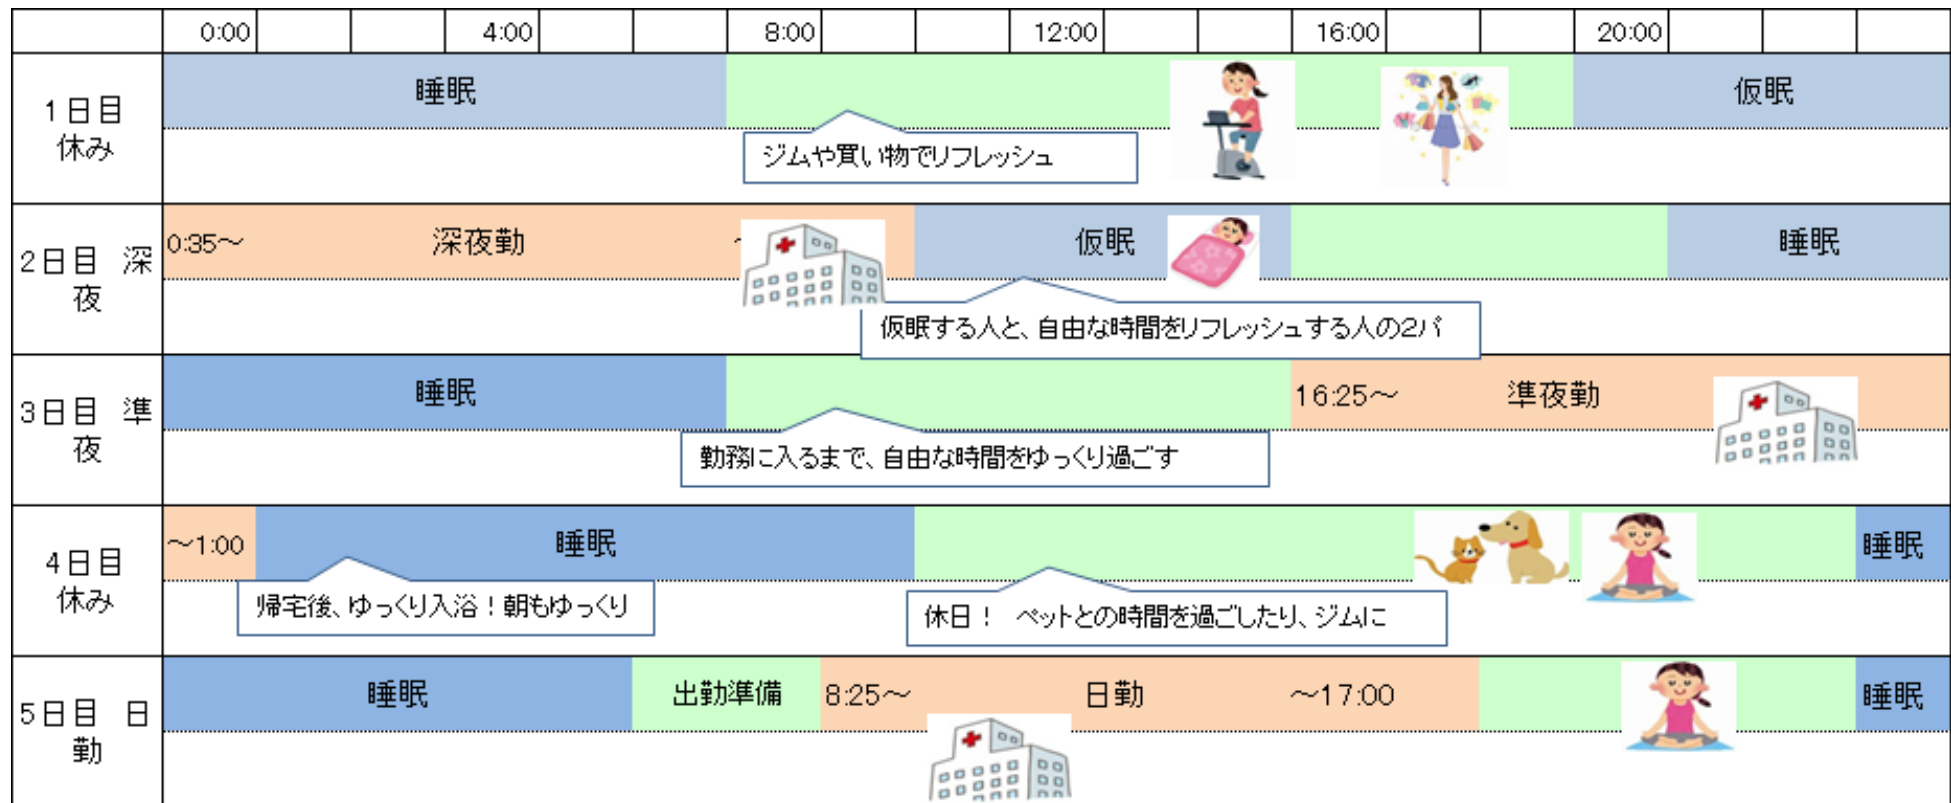 0:00 4:00 8:00 12:00 16:00 20:00
1日目
休み
睡眠
仮眠
ジムや買い物でリフレッシュ
2日目 深
夜
0:35～
深夜勤
仮眠
睡眠
仮眠する人と、自由な時間をリフレッシュする人の2パ
3日目 準
夜
睡眠
16:25～
準夜勤
勤務に入るまで、自由な時間をゆっくり過ごす
4日目
休み
～1:00
睡眠
睡眠
帰宅後、ゆっくり入浴！朝もゆっくり
休日！ ペットとの時間を過ごしたり、ジムに
5日目 日
勤
睡眠
出勤準備
8:25～
日勤
～17:00
睡眠